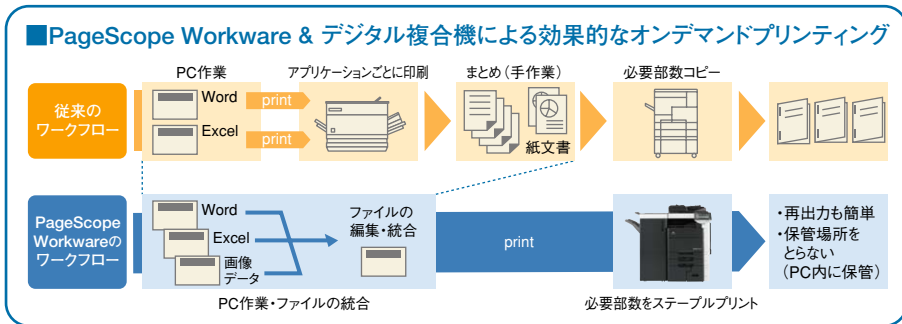 ■PageScope Workware & デジタル複合機による効果的なオンデマンドプリンティング
PC作業
アプリケーションごとに印刷
まとめ（手作業）
必要部数コピー
従来の
ワークフロー
Word
print
Excel
print
紙文書
PageScope
Workwareの
ワークフロー
Word
Excel
画像
データ
ファイルの
編集・統合
print
・再出力も簡単
・保管場所を
とらない
（PC内に保管）
PC作業・ファイルの統合
必要部数をステープルプリント